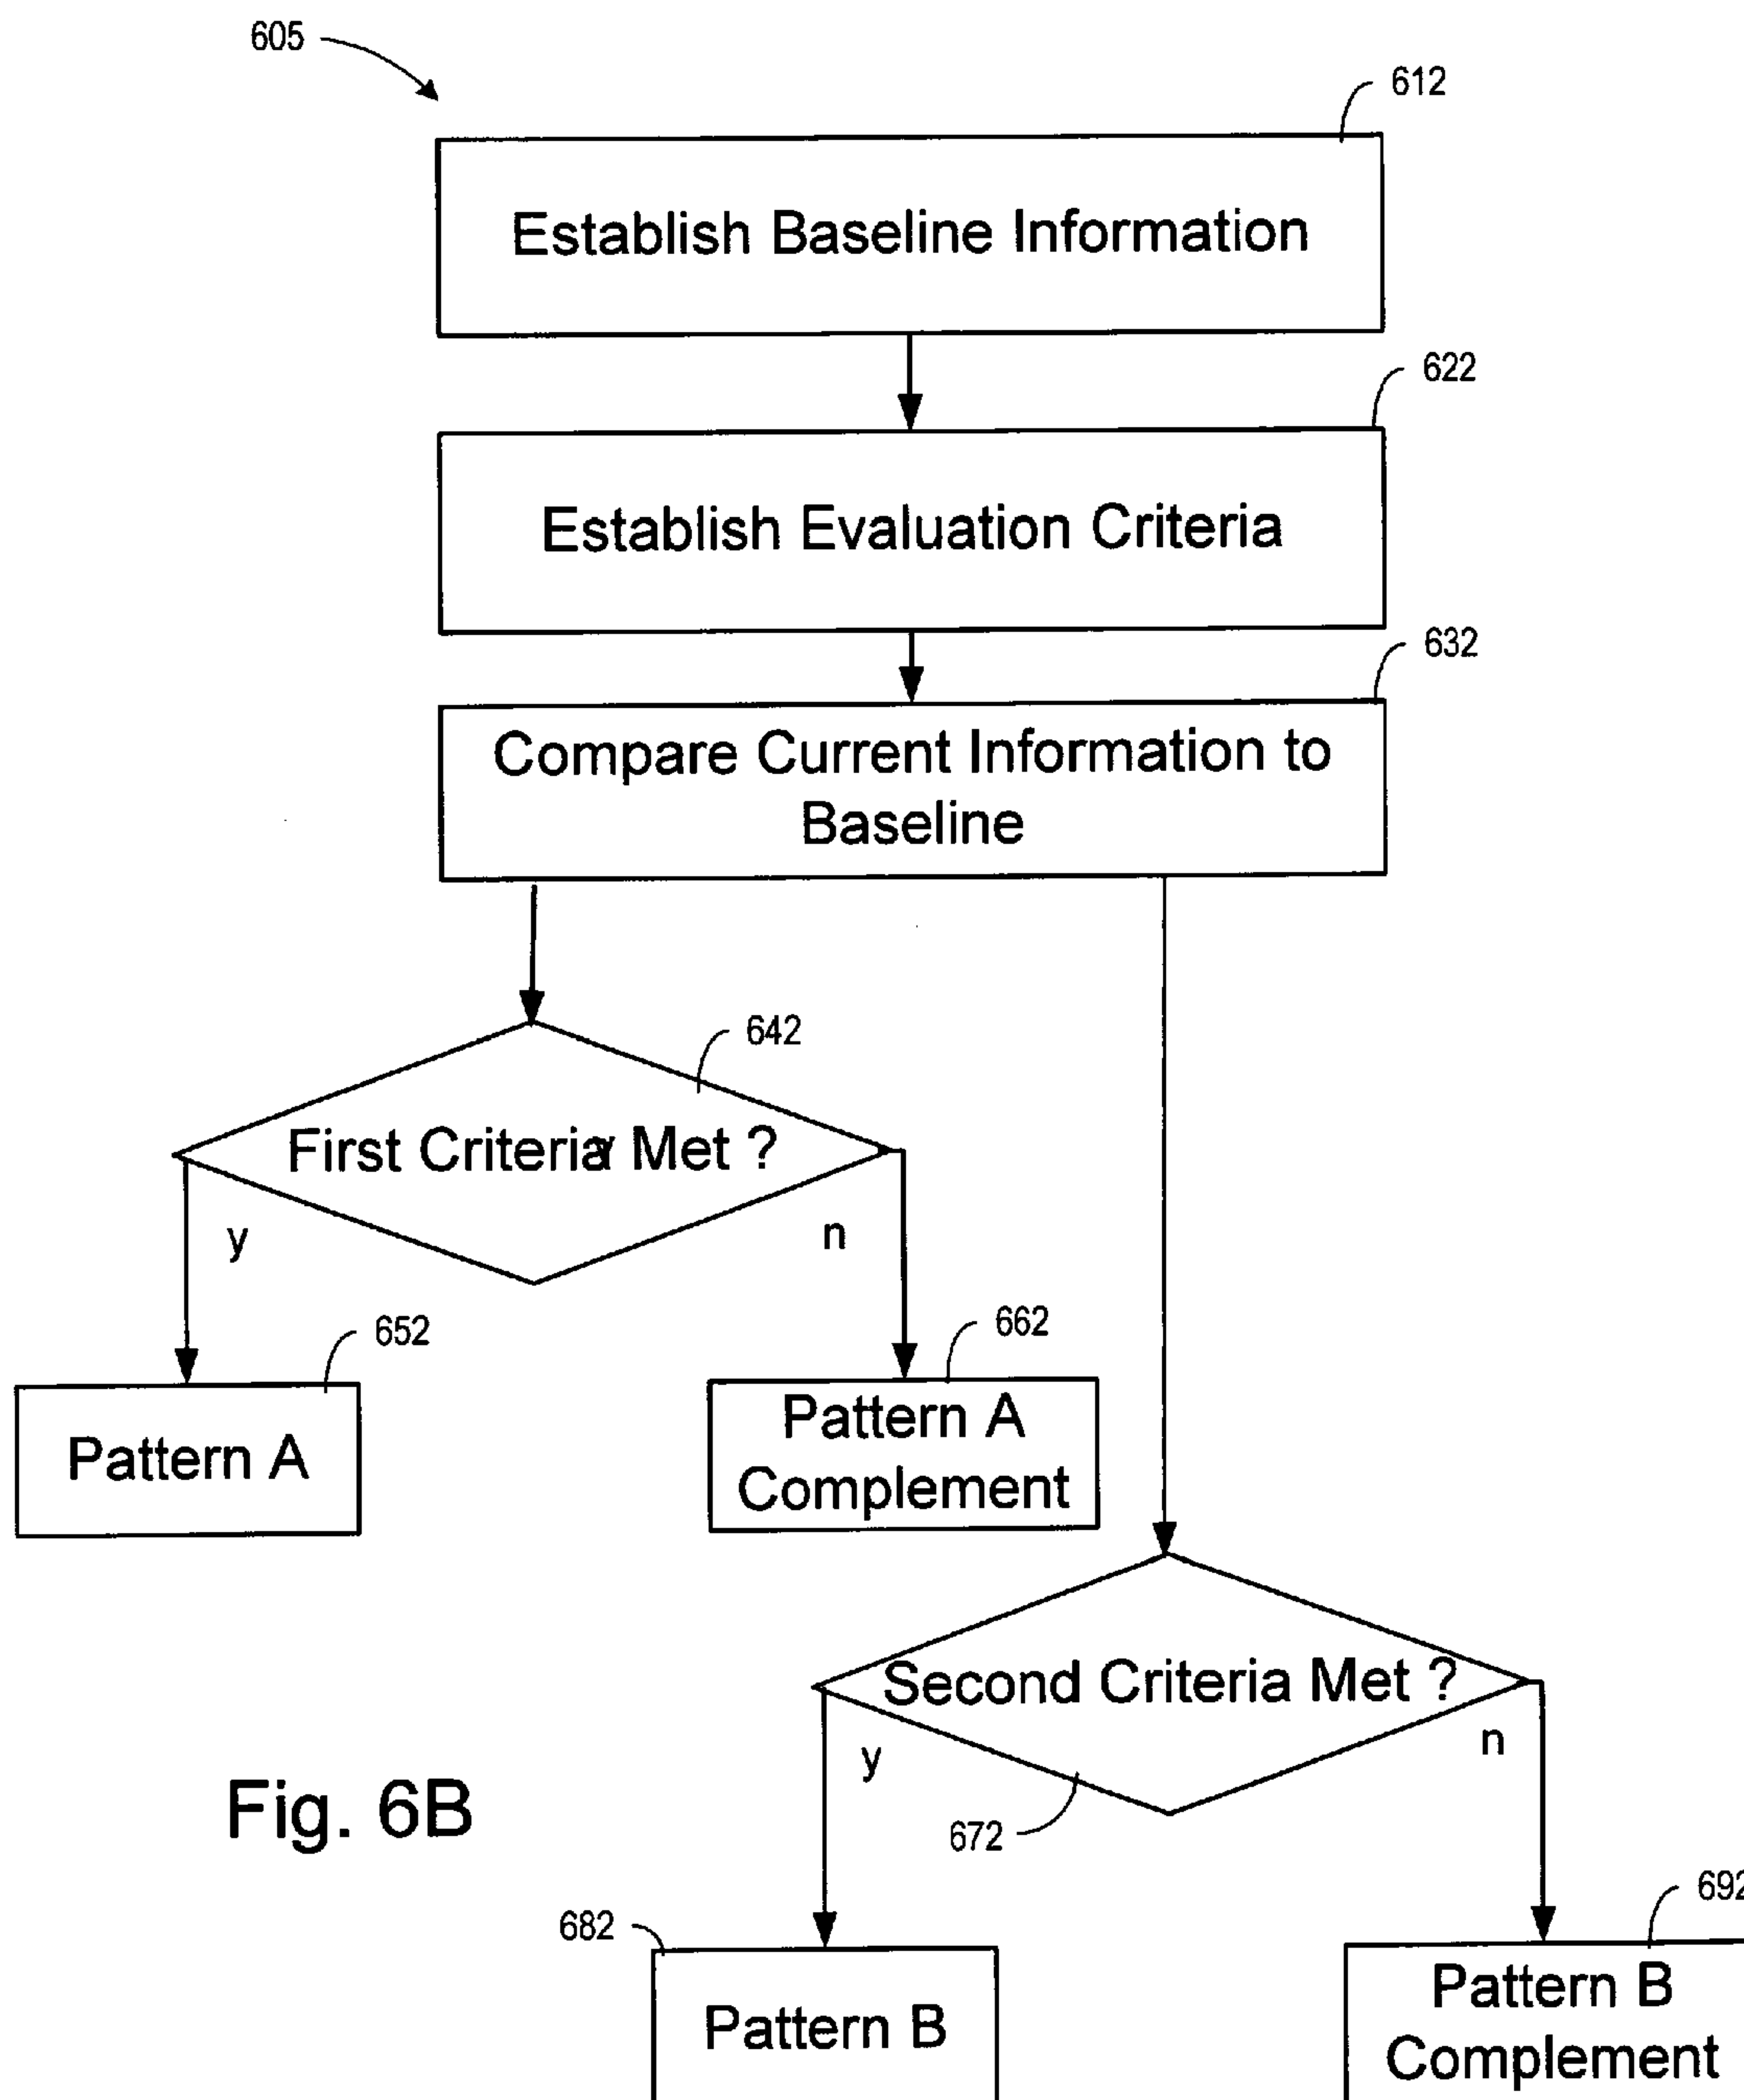 605
612
Establish Baseline Information
622
Establish Evaluation Criteria
632
Compare Current Information to
Baseline
642
First Criteria Met ?
y
n
652
Pattern A
662
Pattern A
Complement
Second Criteria Met ?
y
n
672
Fig. 6B
682
Pattern B
692
Pattern B
Complement